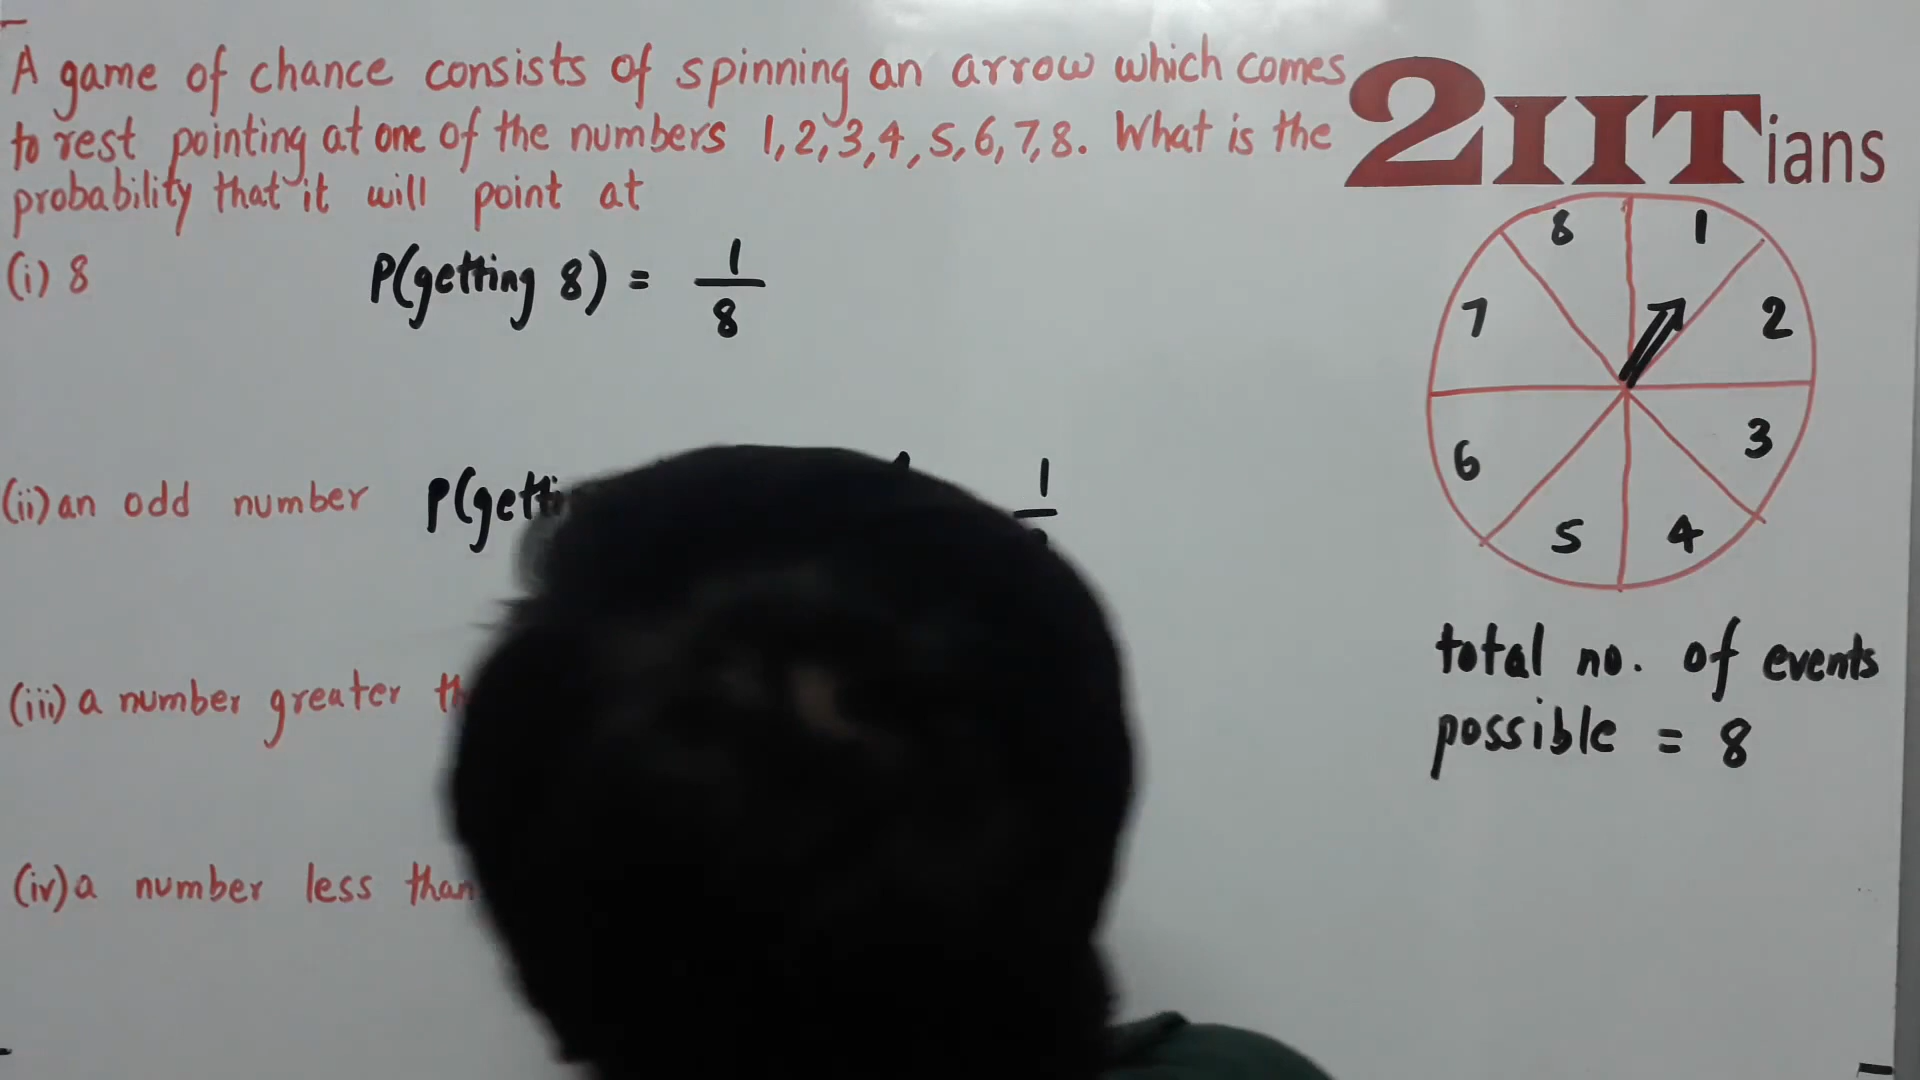 A game of chance consists of spinning an arrow which comes
to rest pointing at one of the numbers 1,2,3,4,5,6,7,8. What is the
probability that it will point at
2IITians
(i) 8
P(getting 8) = 1/8
(ii) an odd number
1
(iii) a number greater
(iv) a number less than
8
1
7
2
6
3
5
4
total no. of events
possible = 8